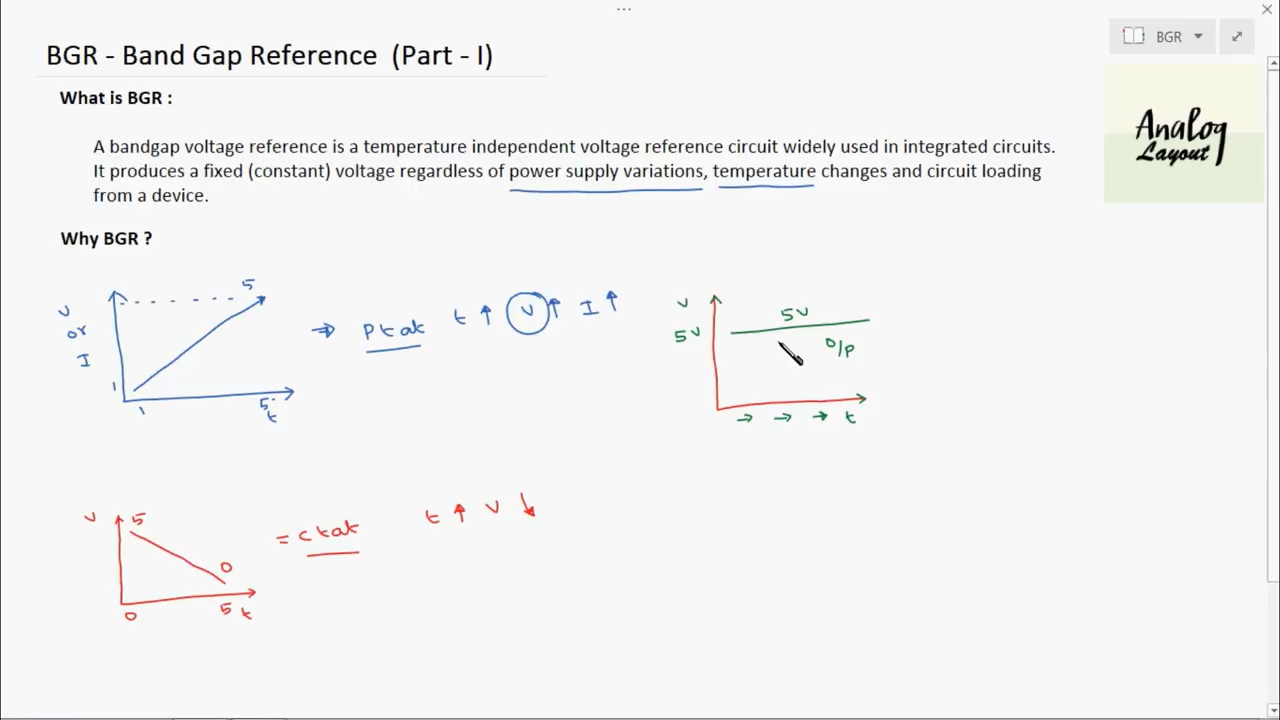 BGR - Band Gap Reference (Part - I)
BGR
Analog
Layout
What is BGR :
A bandgap voltage reference is a temperature independent voltage reference circuit widely used in integrated circuits.
It produces a fixed (constant) voltage regardless of power supply variations, temperature changes and circuit loading
from a device.
Why BGR ?
V
or
I
5
1
1
5
t
⇒ Ptat t ↑ V ↑ I ↑
V
5V
5V
O/P
→ → → t
V
5
0
0
5 t
= Ctat t ↑ V ↓